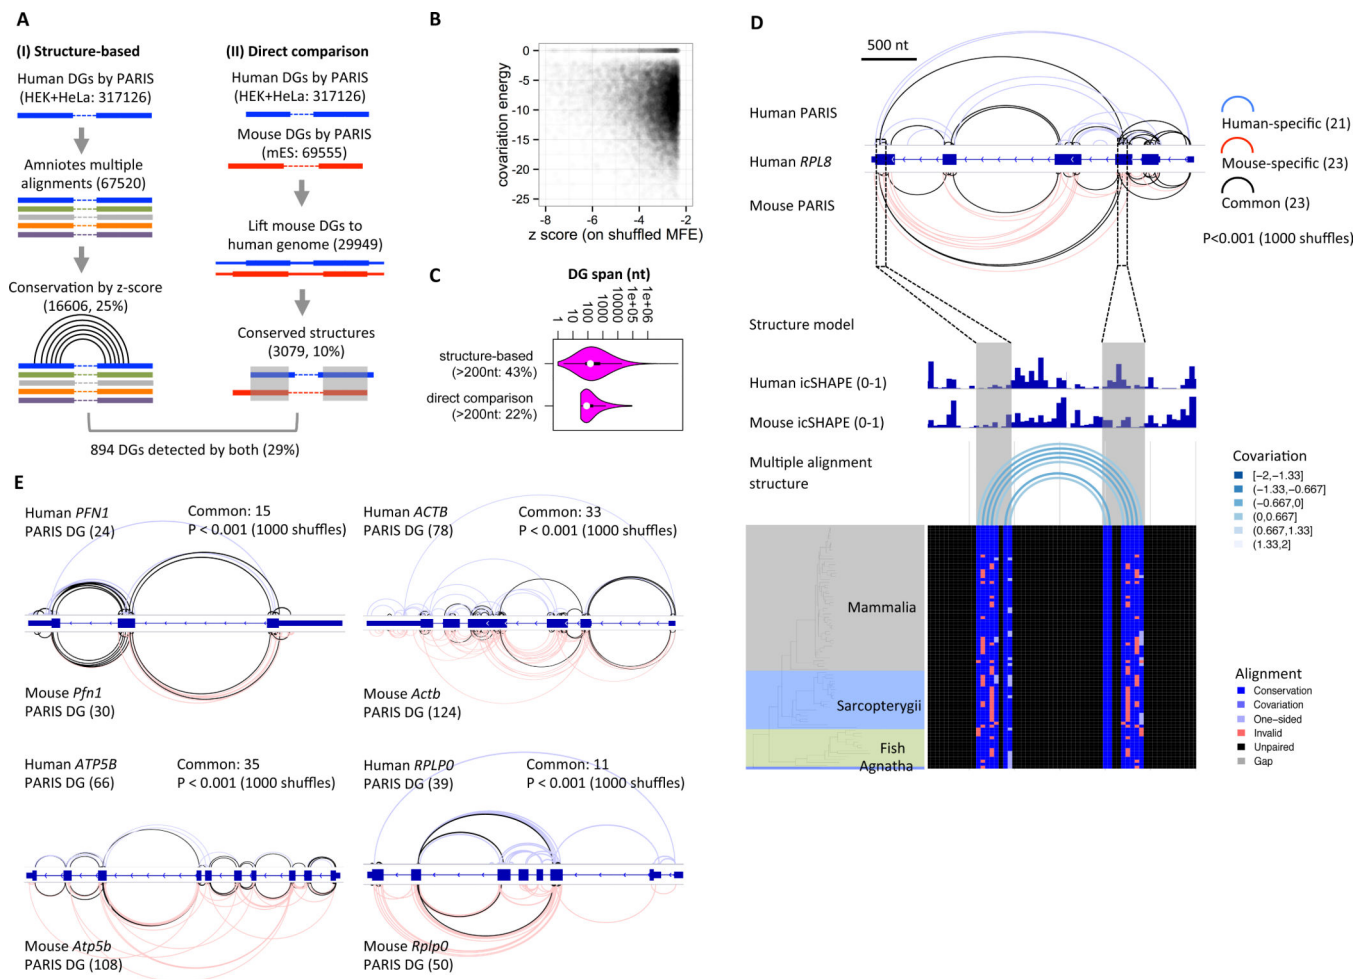 A
(I) Structure-based
Human DGs by PARIS
(HEK+HeLa: 317126)
Amniotes multiple
alignments (67520)
Conservation by z-score
(16606, 25%)
(II) Direct comparison
Human DGs by PARIS
(HEK+HeLa: 317126)
Mouse DGs by PARIS
(mES: 69555)
Lift mouse DGs to
human genome (29949)
Conserved structures
(3079, 10%)
894 DGs detected by both (29%)
B
covariation energy
0
-5
-10
-15
-20
-25
-8
-6
-4
-2
z score (on shuffled MFE)
C
DG span (nt)
1
10
100
1000
10000
1e+05
1e+06
structure-based
(>200nt: 43%)
direct comparison
(>200nt: 22%)
D
500 nt
Human PARIS
Human RPL8
Mouse PARIS
Human-specific (21)
Mouse-specific (23)
Common (23)
P<0.001 (1000 shuffles)
Structure model
Human icSHAPE (0-1)
Mouse icSHAPE (0-1)
Multiple alignment
structure
Covariation
[-2,-1.33]
(-1.33,-0.667]
(-0.667,0]
(0,0.667]
(0.667,1.33]
(1.33,2]
Mammalia
Sarcopterygii
Fish
Agnatha
Alignment
Conservation
Covariation
One-sided
Invalid
Unpaired
Gap
E
Human PFN1
PARIS DG (24)
Common: 15
P < 0.001 (1000 shuffles)
Mouse Pfn1
PARIS DG (30)
Human ACTB
PARIS DG (78)
Common: 33
P < 0.001 (1000 shuffles)
Mouse Actb
PARIS DG (124)
Human ATP5B
PARIS DG (66)
Common: 35
P < 0.001 (1000 shuffles)
Mouse Atp5b
PARIS DG (108)
Human RPLP0
PARIS DG (39)
Common: 11
P < 0.001 (1000 shuffles)
Mouse Rplp0
PARIS DG (50)